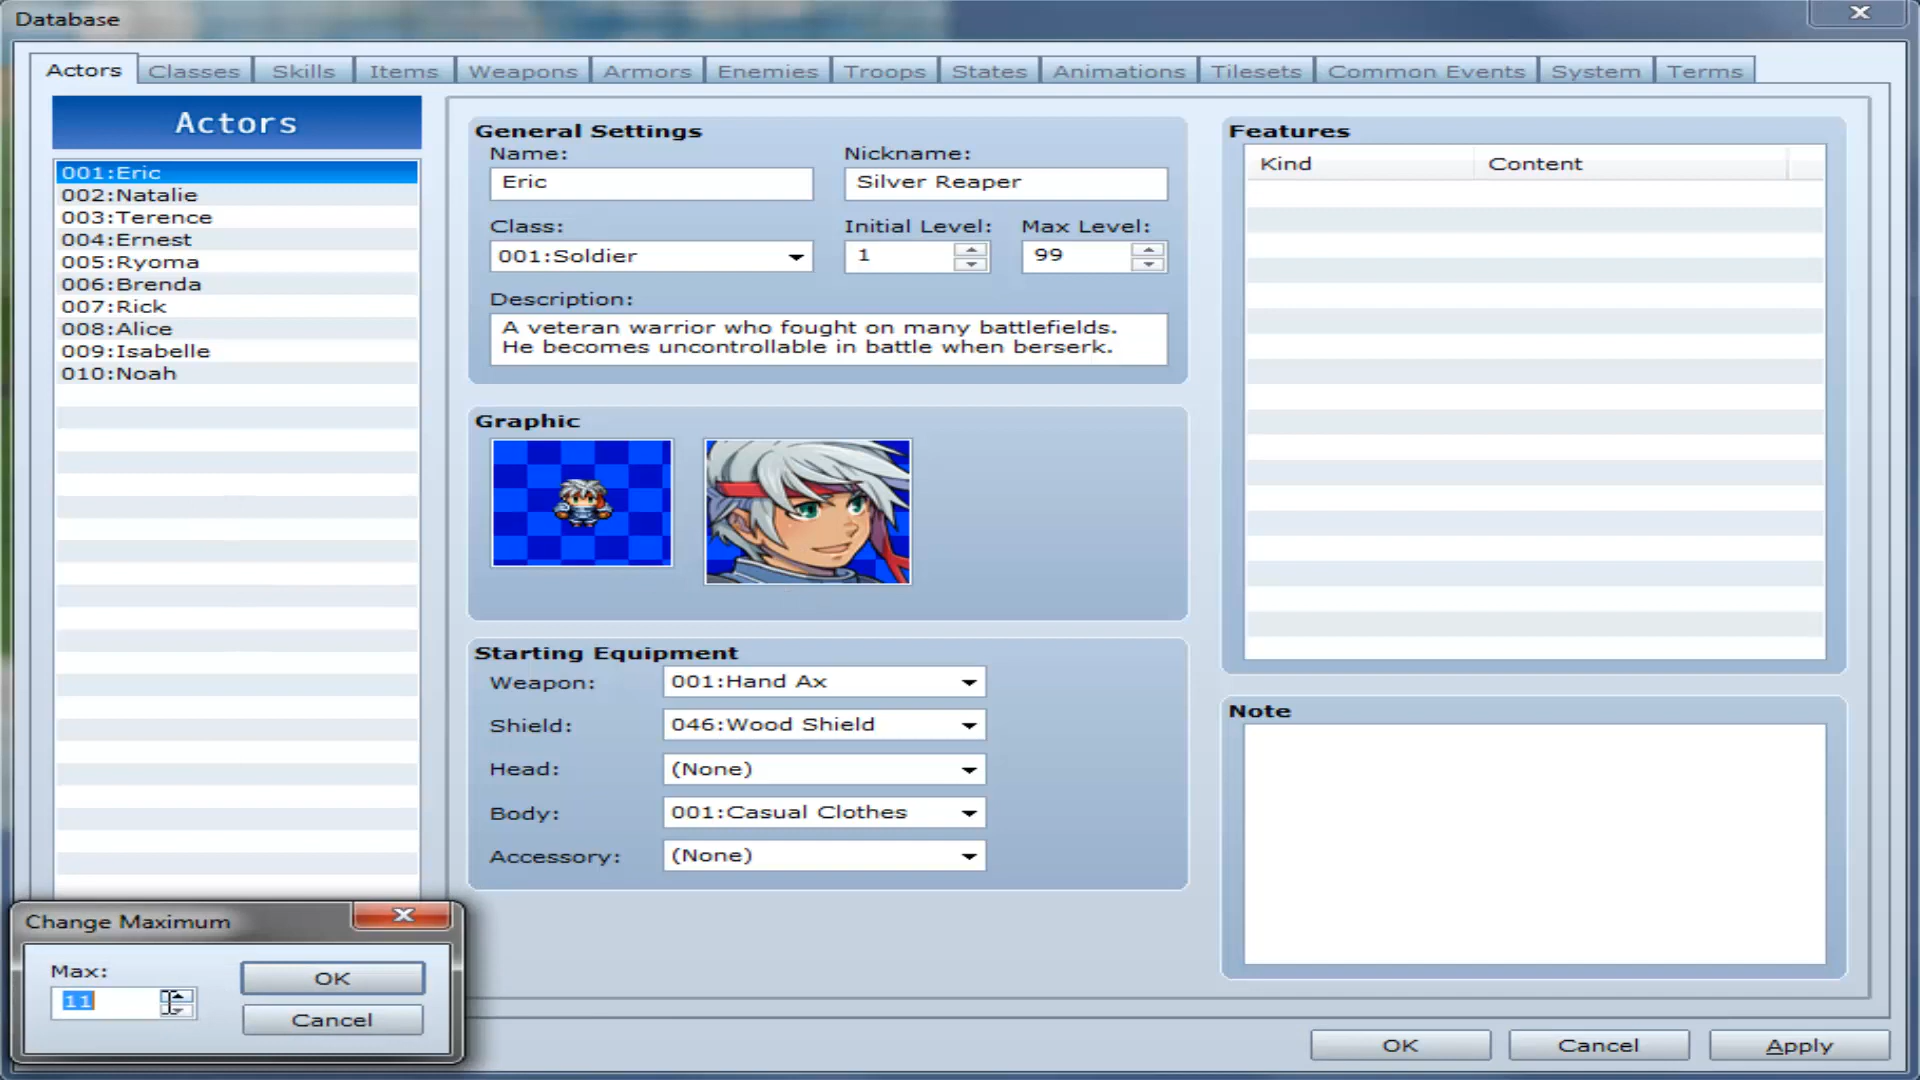 Database
Actors
Classes
Skills
Items
Weapons
Armors
Enemies
Troops
States
Animations
Tilesets
Common Events
System
Terms
Actors
001:Eric
002:Natalie
003:Terence
004:Ernest
005:Ryoma
006:Brenda
007:Rick
008:Alice
009:Isabelle
010:Noah
General Settings
Name:
Nickname:
Eric
Silver Reaper
Class:
Initial Level:
Max Level:
001:Soldier
1
99
Description:
A veteran warrior who fought on many battlefields.
He becomes uncontrollable in battle when berserk.
Graphic
Starting Equipment
Weapon:
001:Hand Ax
Shield:
046:Wood Shield
Head:
(None)
Body:
001:Casual Clothes
Accessory:
(None)
Features
Kind
Content
Note
Change Maximum
Max:
11
OK
Cancel
OK
Cancel
Apply